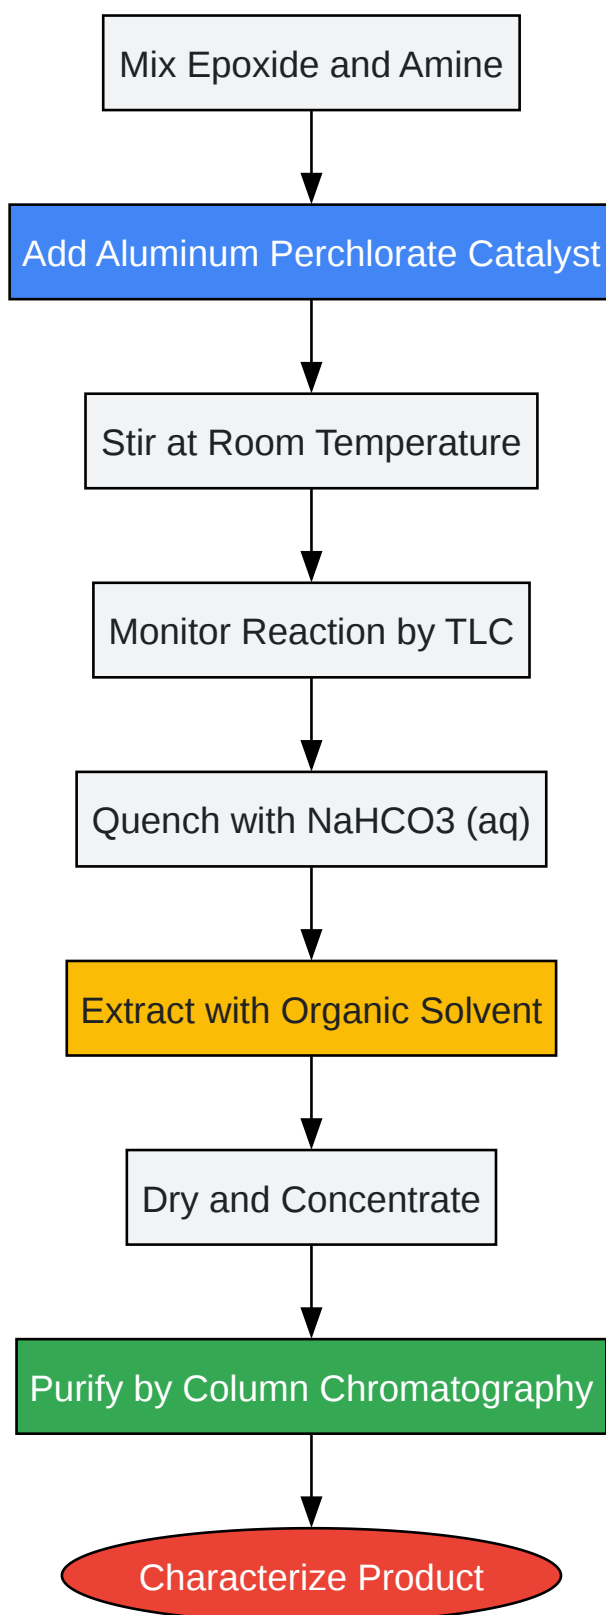 Mix Epoxide and Amine
Add Aluminum Perchlorate Catalyst
Stir at Room Temperature
Monitor Reaction by TLC
Quench with NaHCO3 (aq)
Extract with Organic Solvent
Dry and Concentrate
Purify by Column Chromatography
Characterize Product